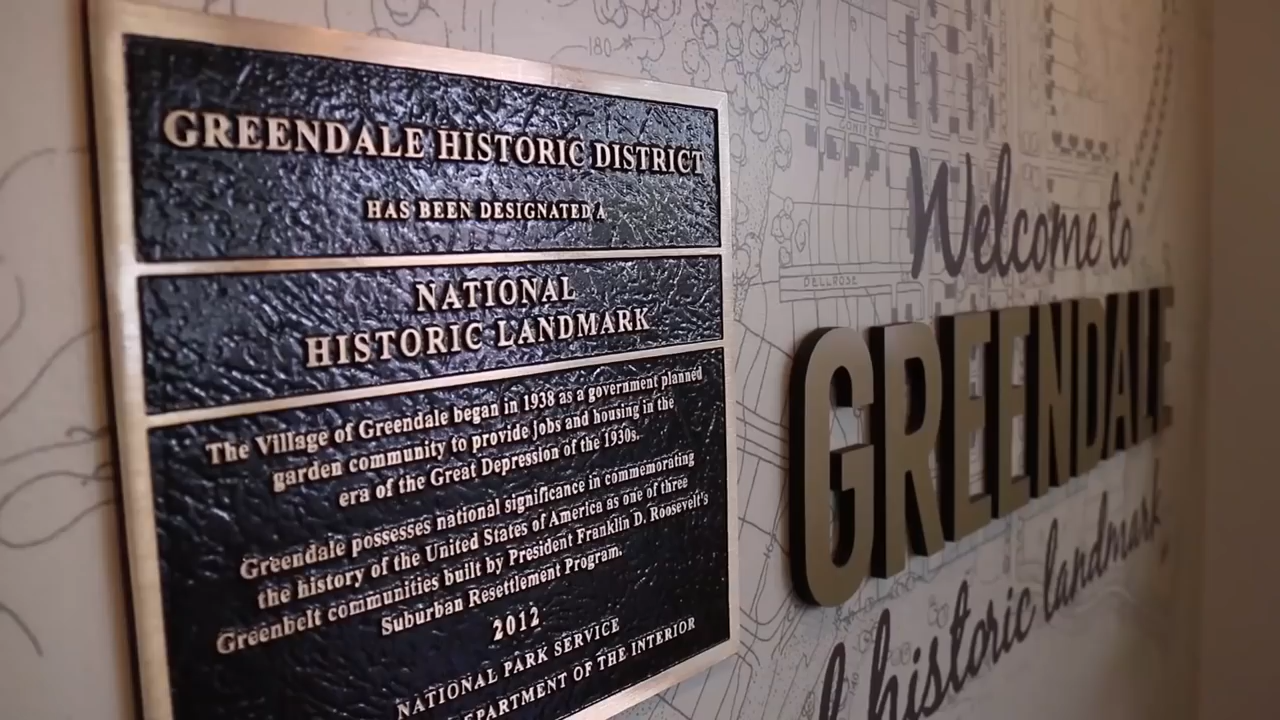 GREENDALE HISTORIC DISTRICT
HAS BEEN DESIGNATED A
NATIONAL
HISTORIC LANDMARK
The Village of Greendale began in 1938 as a government planned
garden community to provide jobs and housing in the
era of the Great Depression of the 1930s.
Greendale possesses national significance in commemorating
the history of the United States of America as one of three
Greenbelt communities built by President Franklin D. Roosevelt's
Suburban Resettlement Program.
2012
NATIONAL PARK SERVICE
DEPARTMENT OF THE INTERIOR
180
CONIFER
DELLROSE
Welcome to
GREENDALE
historic landmark